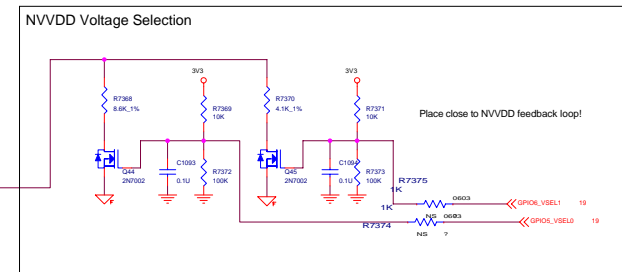 NVVDD Voltage Selection
3V3
3V3
R7368
8.6K_1%
R7369
10K
R7370
4.1K_1%
R7371
10K
Place close to NVVDD feedback loop!
Q44
2N7002
C1093
0.1U
R7372
100K
Q45
2N7002
C1094
0.1U
R7373
100K
R7375
1K
0603
GPIO6_VSEL1 19
1K
NS
0603
GPIO5_VSEL0 19
R7374
NS ?
F
F